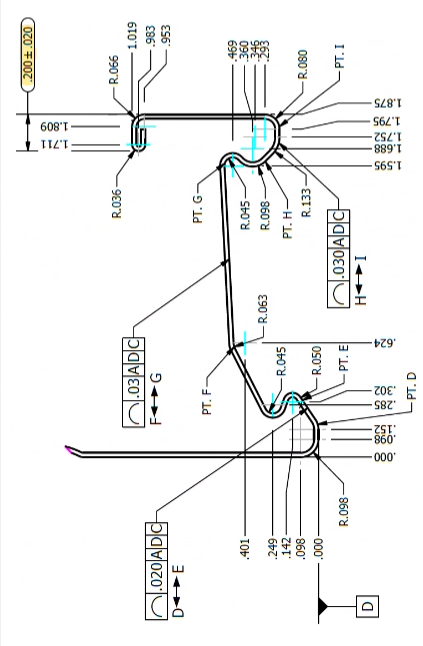 .200±.020
1.019
.983
.953
R.066
1.809
1.711
R.036
.469
.360
.346
.293
R.080
PT. I
1.875
1.795
1.752
1.688
1.595
PT. G
R.045
R.098
PT. H
R.133
.030 A D C
H I
.03 A D C
F G
PT. F
R.063
.624
R.045
R.050
PT. E
.302
.285
.152
.098
.000
PT. D
R.098
.401
.249
.142
.098
.000
.020 A D C
D E
D